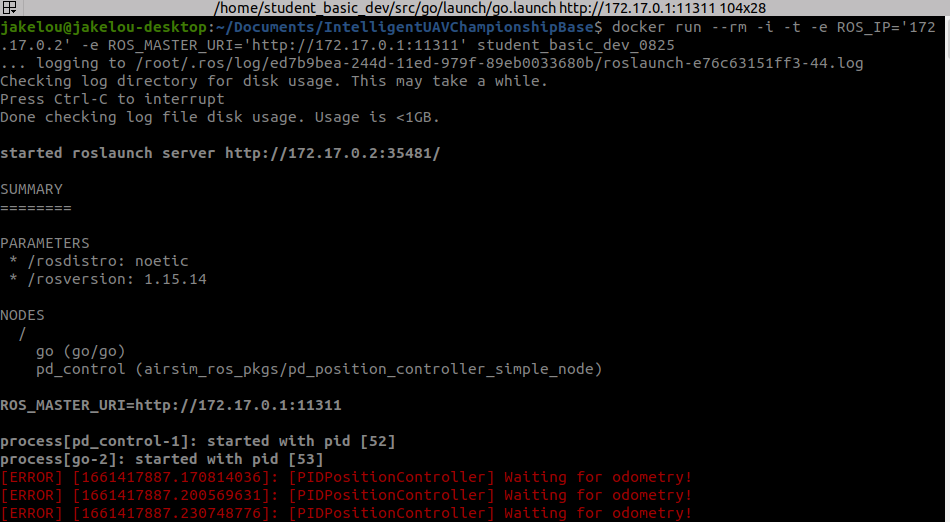 /home/student_basic_dev/src/go/launch/go.launch http://172.17.0.1:11311 104x28
jakelou@jakelou-desktop:~/Documents/IntelligentUAVChampionshipBase$ docker run --rm -i -t -e ROS_IP='172
.17.0.2' -e ROS_MASTER_URI='http://172.17.0.1:11311' student_basic_dev_0825
... logging to /root/.ros/log/ed7b9bea-244d-11ed-979f-89eb0033680b/roslaunch-e76c63151ff3-44.log
Checking log directory for disk usage. This may take a while.
Press Ctrl-C to interrupt
Done checking log file disk usage. Usage is <1GB.
started roslaunch server http://172.17.0.2:35481/
SUMMARY
========
PARAMETERS
 * /rosdistro: noetic
 * /rosversion: 1.15.14
NODES
  /
    go (go/go)
    pd_control (airsim_ros_pkgs/pd_position_controller_simple_node)
ROS_MASTER_URI=http://172.17.0.1:11311
process[pd_control-1]: started with pid [52]
process[go-2]: started with pid [53]
[ERROR] [1661417887.170814036]: [PIDPositionController] Waiting for odometry!
[ERROR] [1661417887.200569631]: [PIDPositionController] Waiting for odometry!
[ERROR] [1661417887.230748776]: [PIDPositionController] Waiting for odometry!